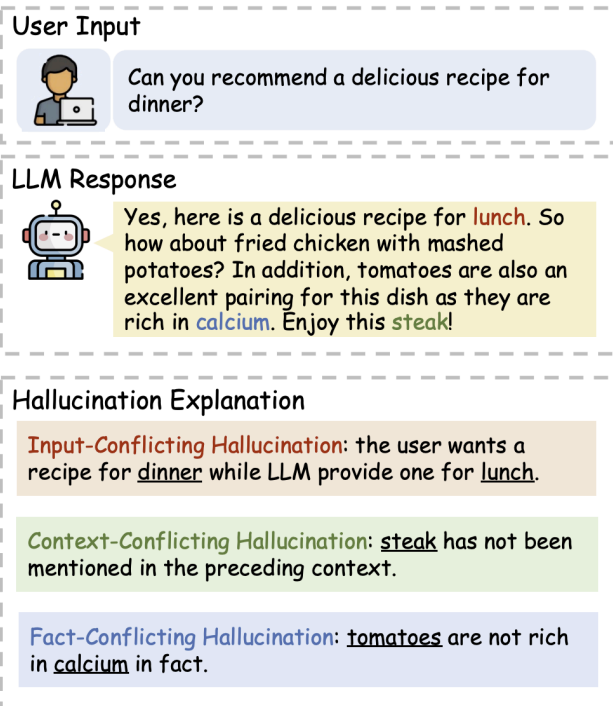 User Input
Can you recommend a delicious recipe for
dinner?
LLM Response
Yes, here is a delicious recipe for lunch. So
how about fried chicken with mashed
potatoes? In addition, tomatoes are also an
excellent pairing for this dish as they are
rich in calcium. Enjoy this steak!
Hallucination Explanation
Input-Conflicting Hallucination: the user wants a
recipe for dinner while LLM provide one for lunch.
Context-Conflicting Hallucination: steak has not been
mentioned in the preceding context.
Fact-Conflicting Hallucination: tomatoes are not rich
in calcium in fact.